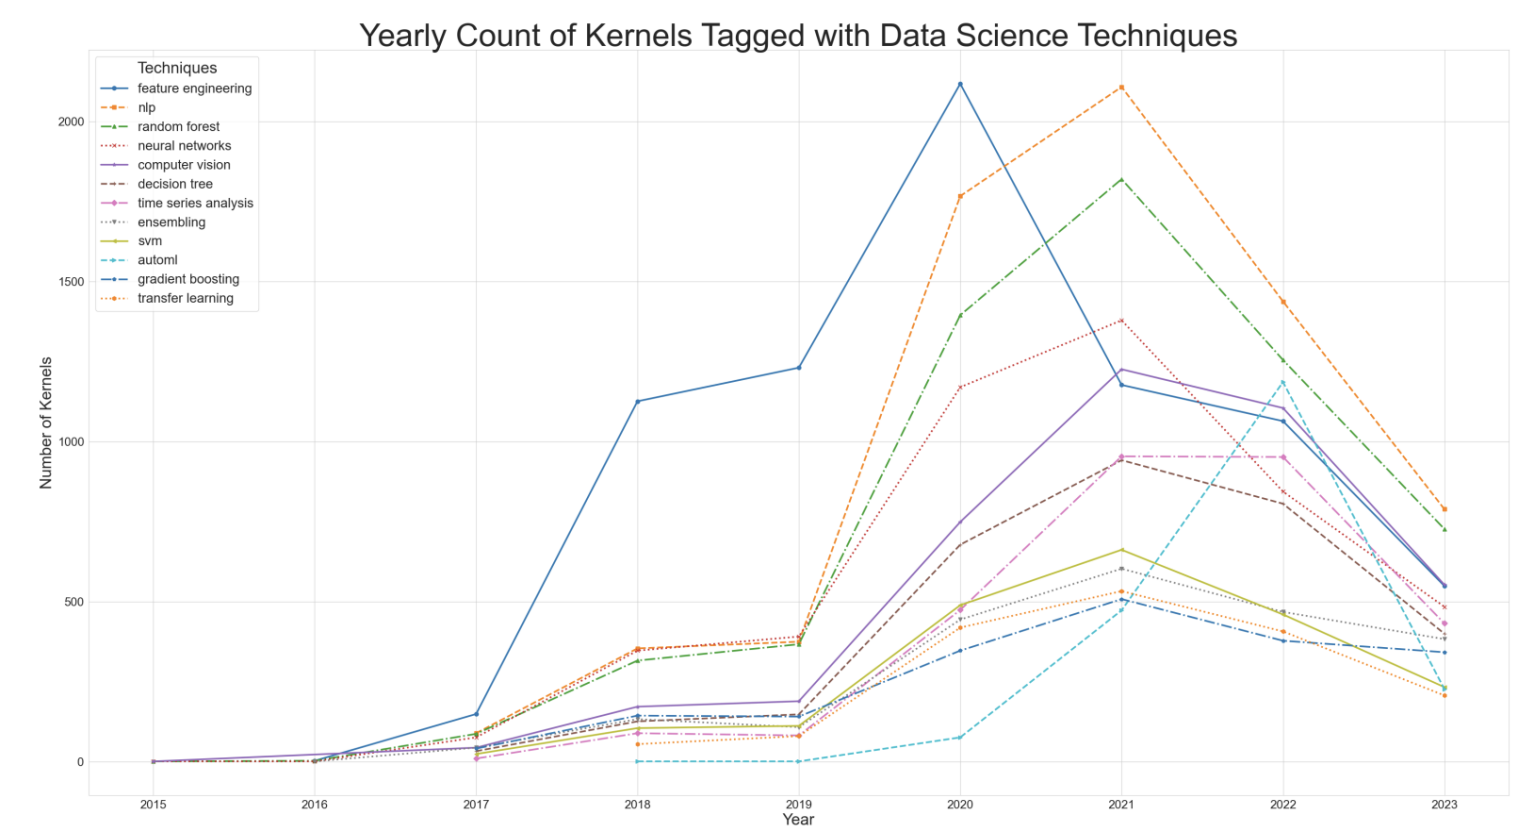 Yearly Count of Kernels Tagged with Data Science Techniques
Techniques
feature engineering
nlp
random forest
neural networks
computer vision
decision tree
time series analysis
ensembling
svm
automl
gradient boosting
transfer learning
2000
1500
1000
500
0
Number of Kernels
2015 2016 2017 2018 2019 2020 2021 2022 2023
Year